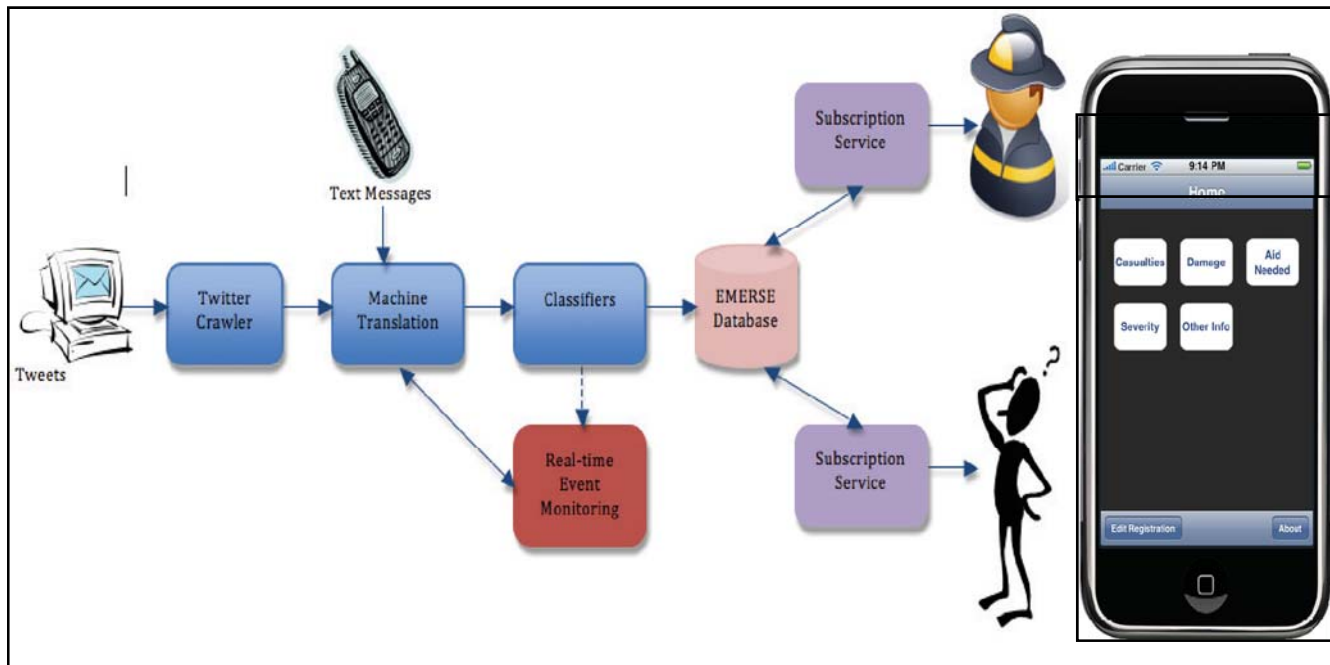 Text Messages
Tweets
Twitter
Crawler
Machine
Translation
Classifiers
Real-time
Event
Monitoring
EMERSE
Database
Subscription
Service
Subscription
Service
Carrier 9:14 PM
Home
Casualties
Damage
Aid
Needed
Severity
Other Info
Edit Registration
About
?